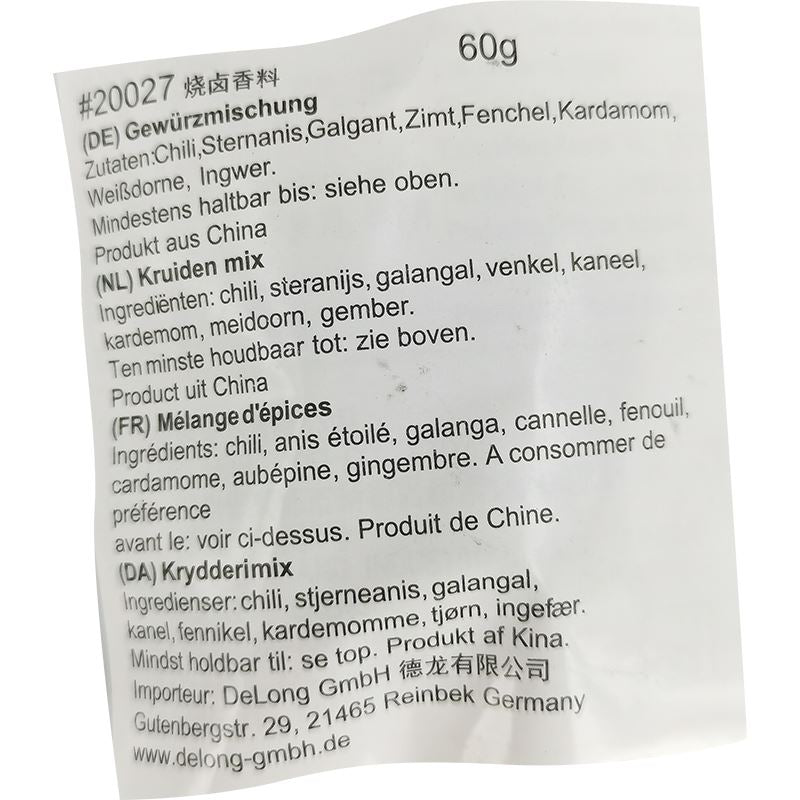 60g
#20027 烧卤香料
(DE) Gewürzmischung
Zutaten:Chili,Sternanis,Galgant,Zimt,Fenchel,Kardamom,
Weißdorne, Ingwer.
Mindestens haltbar bis: siehe oben.
Produkt aus China
(NL) Kruiden mix
Ingrediënten: chili, steranijs, galangal, venkel, kaneel,
kardemom, meidoorn, gember.
Ten minste houdbaar tot: zie boven.
Product uit China
(FR) Mélange d'épices
Ingrédients: chili, anis étoilé, galanga, cannelle, fenouil,
cardamome, aubépine, gingembre. A consommer de
préférence
avant le: voir ci-dessus. Produit de Chine.
(DA) Krydderimix
Ingredienser: chili, stjerneanis, galangal,
kanel, fennikel, kardemomme, tjørn, ingefær.
Mindst holdbar til: se top. Produkt af Kina.
Importeur: DeLong GmbH 德龙有限公司
Gutenbergstr. 29, 21465 Reinbek Germany
www.delong-gmbh.de